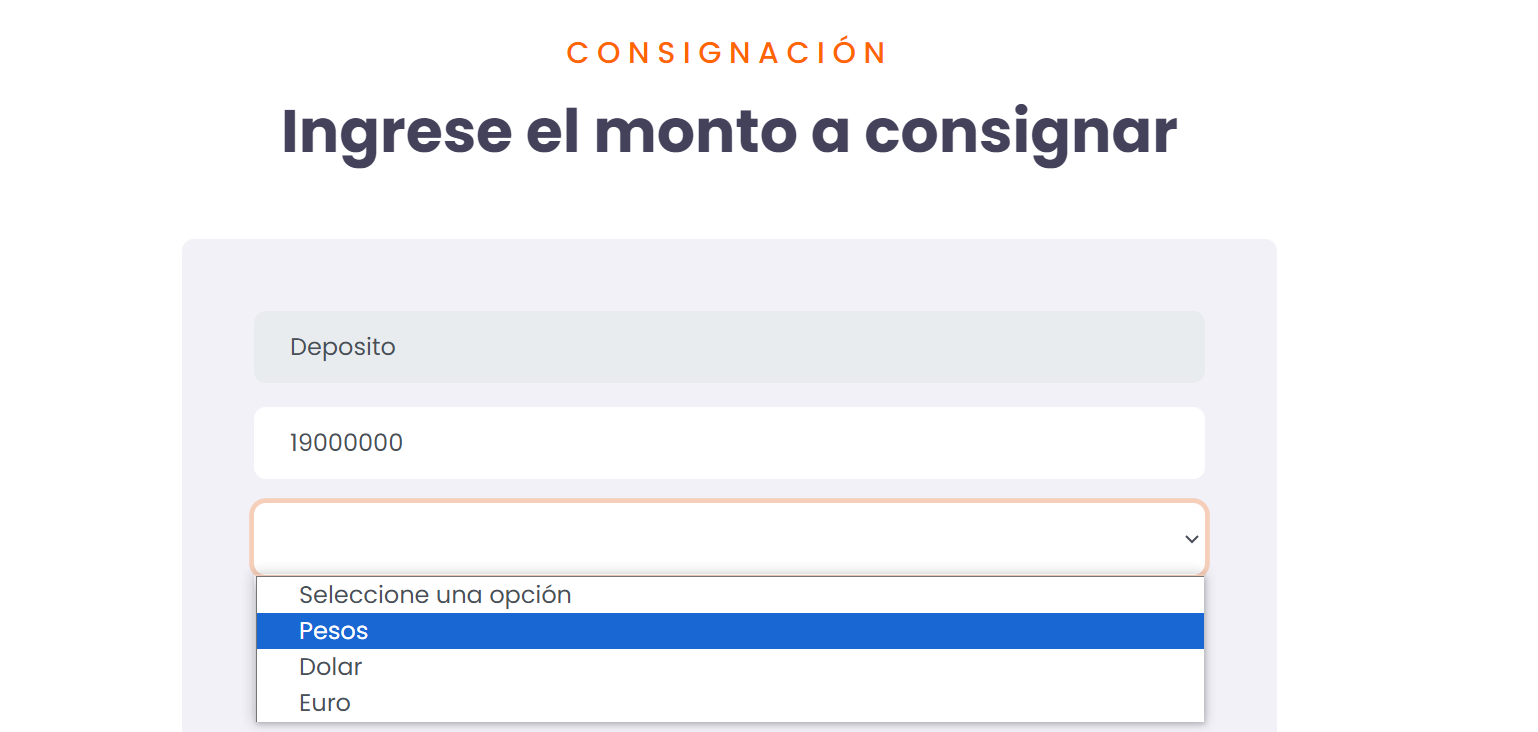 CONSIGNACIÓN
Ingrese el monto a consignar
Deposito
19000000
Seleccione una opción
Pesos
Dolar
Euro